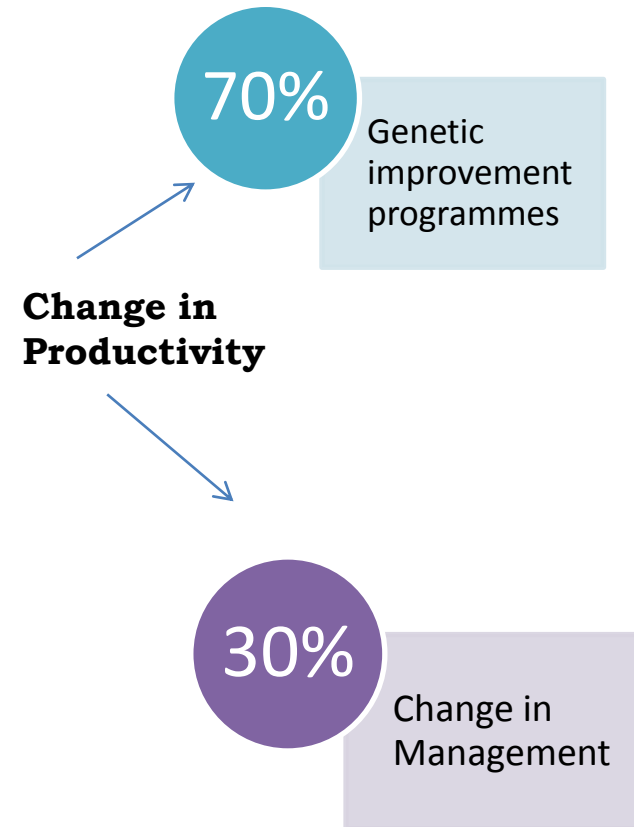 70%
Genetic
improvement
programmes
Change in
Productivity
30%
Change in
Management